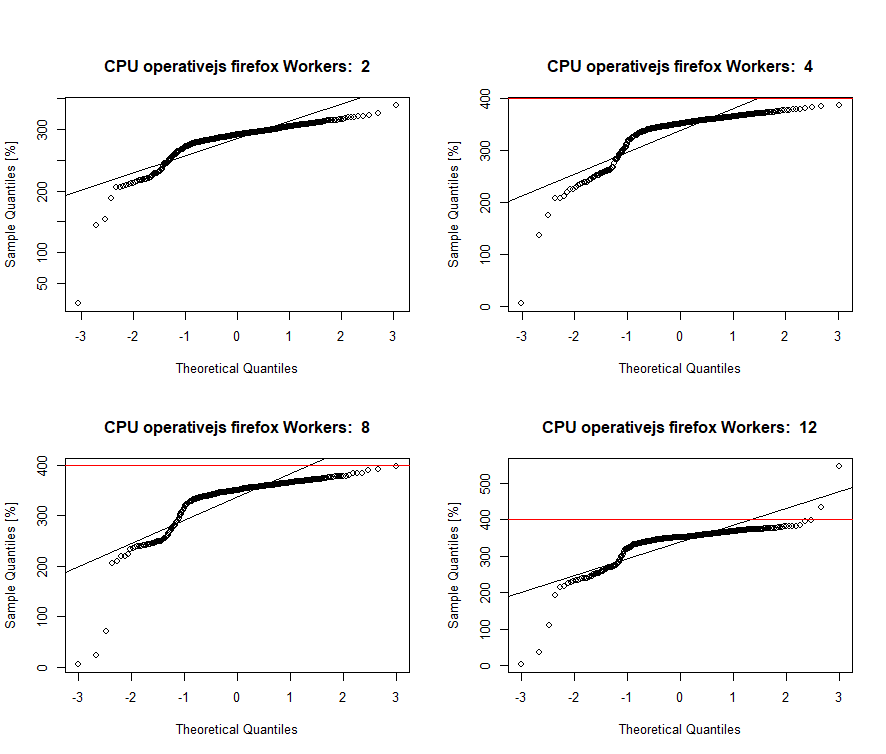 CPU operativejs firefox Workers:  2
Sample Quantiles [%]
300
200
100
50
-3 -2 -1 0 1 2 3
Theoretical Quantiles
CPU operativejs firefox Workers:  4
Sample Quantiles [%]
400
300
200
100
0
-3 -2 -1 0 1 2 3
Theoretical Quantiles
CPU operativejs firefox Workers:  8
Sample Quantiles [%]
400
300
200
100
0
-3 -2 -1 0 1 2 3
Theoretical Quantiles
CPU operativejs firefox Workers:  12
Sample Quantiles [%]
500
400
300
200
100
0
-3 -2 -1 0 1 2 3
Theoretical Quantiles